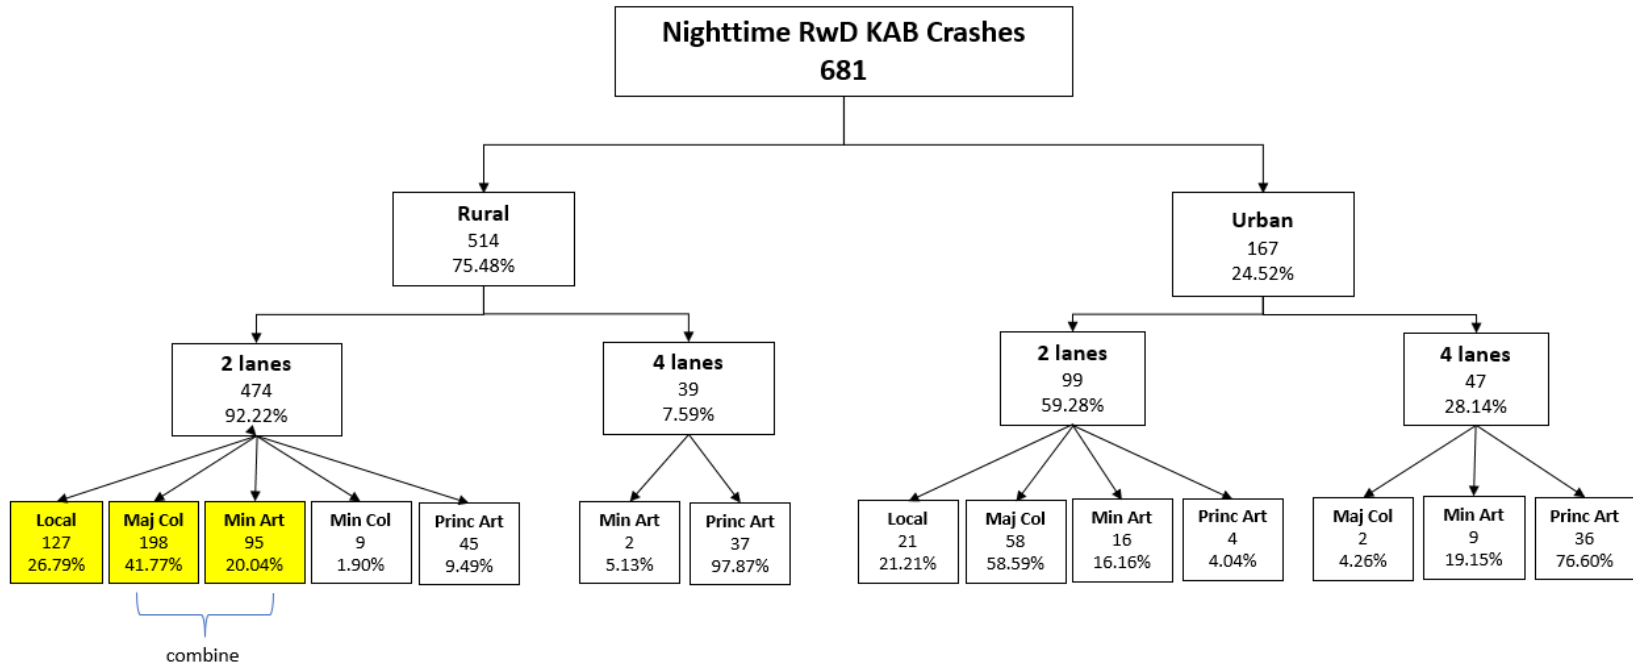 Nighttime RwD KAB Crashes
681
Rural
514
75.48%
Urban
167
24.52%
2 lanes
474
92.22%
4 lanes
39
7.59%
2 lanes
99
59.28%
4 lanes
47
28.14%
Local
127
26.79%
Maj Col
198
41.77%
Min Art
95
20.04%
Min Col
9
1.90%
Princ Art
45
9.49%
Min Art
2
5.13%
Princ Art
37
97.87%
Local
21
21.21%
Maj Col
58
58.59%
Min Art
16
16.16%
Princ Art
4
4.04%
Maj Col
2
4.26%
Min Art
9
19.15%
Princ Art
36
76.60%
combine